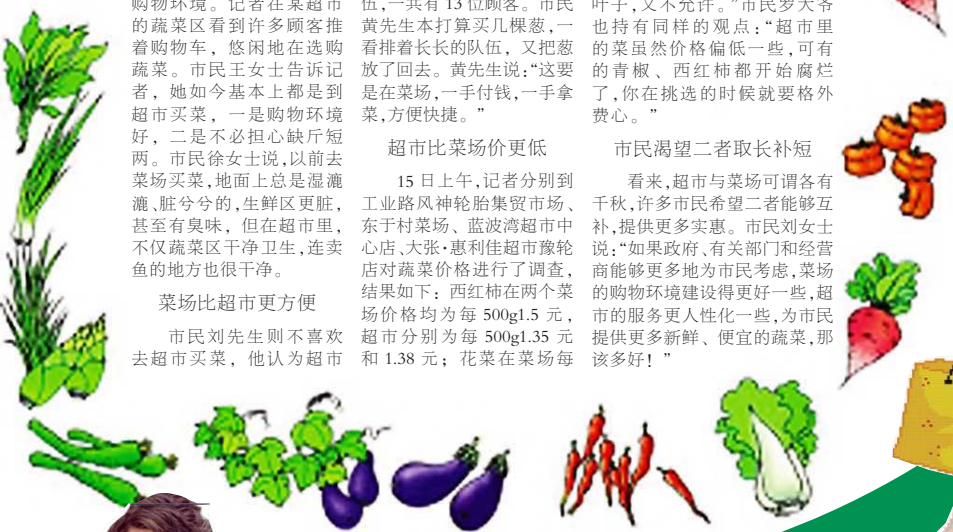 购物环境。记者在某超市
的蔬菜区看到许多顾客推
着购物车，悠闲地在选购
蔬菜。市民王女士告诉记
者，她如今基本上都是到
超市买菜，一是购物环境
好，二是不必担心缺斤短
两。市民徐女士说，以前去
菜场买菜，地面上总是湿漉
漉、脏兮兮的，生鲜区更脏，
甚至有臭味，但在超市里，
不仅蔬菜区干净卫生，连卖
鱼的地方也很干净。
菜场比超市更方便
市民刘先生则不喜欢
去超市买菜，他认为超市
伍，一共有 13 位顾客。市民
黄先生本打算买几棵葱，一
看排着长长的队伍，又把葱
放了回去。黄先生说：“这要
是在菜场，一手付钱，一手拿
菜，方便快捷。”
超市比菜场价更低
15 日上午，记者分别到
工业路风神轮胎集贸市场、
东于村菜场、蓝波湾超市中
心店、大张·惠利佳超市豫轮
店对蔬菜价格进行了调查，
结果如下：西红柿在两个菜
场价格均为每 500g1.5 元，
超市分别为每 500g1.35 元
和 1.38 元；花菜在菜场每
叶子，又不允许。”市民罗大爷
也持有同样的观点：“超市里
的菜虽然价格偏低一些，可有
的青椒、西红柿都开始腐烂
了，你在挑选的时候就要格外
费心。”
市民渴望二者取长补短
看来，超市与菜场可谓各有
千秋，许多市民希望二者能够互
补，提供更多实惠。市民刘女士
说：“如果政府、有关部门和经营
商能够更多地为市民考虑，菜场
的购物环境建设得更好一些，超
市的服务更人性化一些，为市民
提供更多新鲜、便宜的蔬菜，那
该多好！”